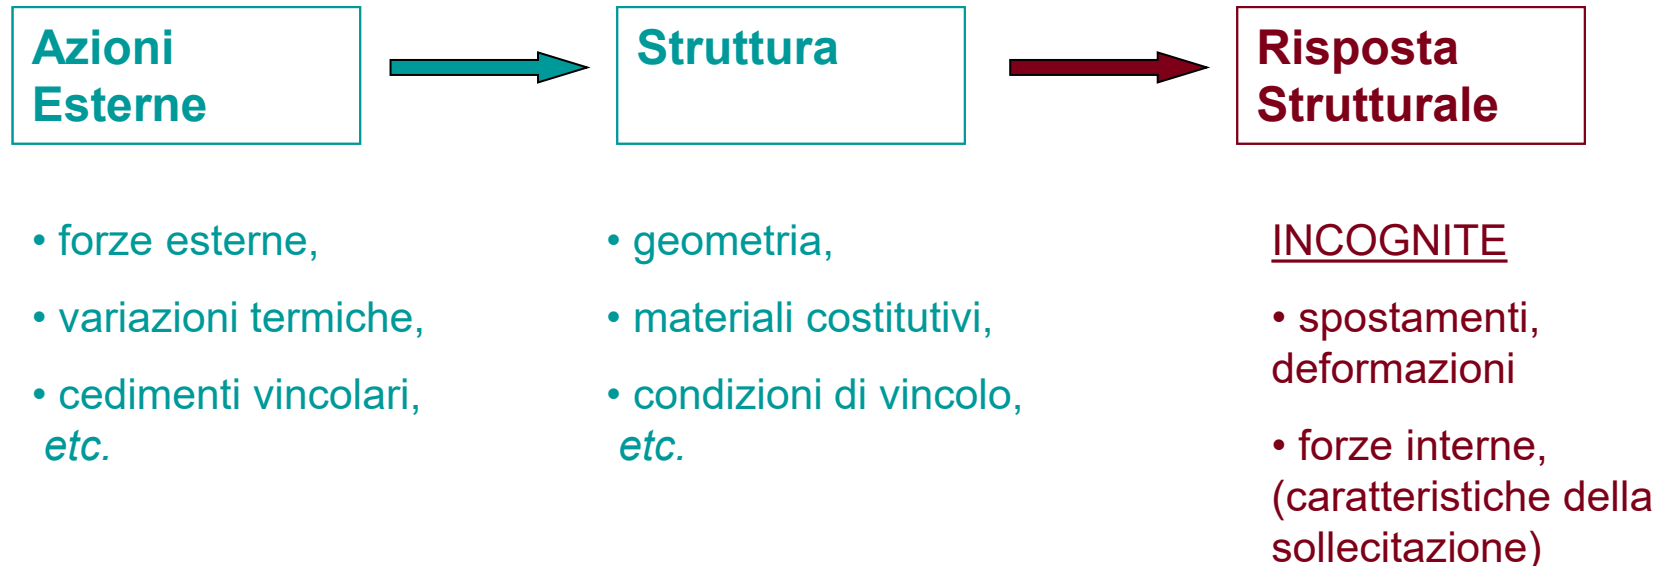 Azioni
Esterne
Struttura
Risposta
Strutturale
• forze esterne,
• variazioni termiche,
• cedimenti vincolari,
etc.
• geometria,
• materiali costitutivi,
• condizioni di vincolo,
etc.
INCOGNITE
• spostamenti,
deformazioni
• forze interne,
(caratteristiche della
sollecitazione)